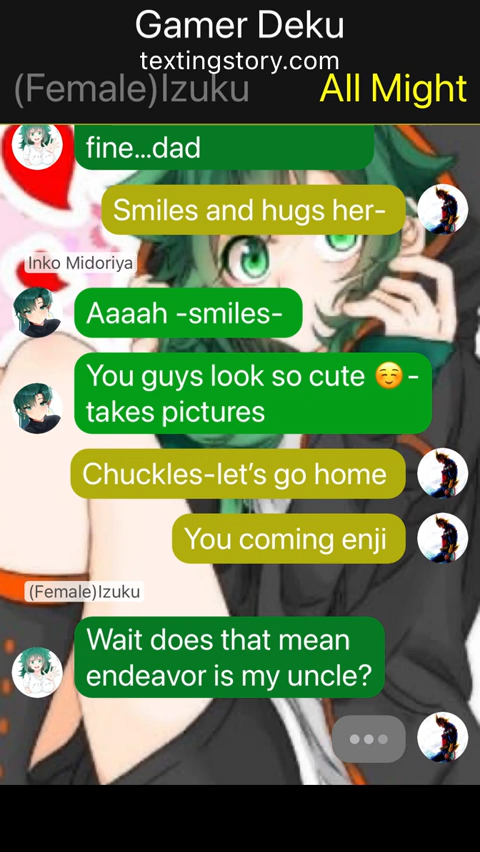 Gamer Deku
textingstory.com
(Female)Izuku
All Might
fine...dad
Smiles and hugs her-
Inko Midoriya
Aaaah -smiles-
You guys look so cute ☺️-
takes pictures
Chuckles-let’s go home
You coming enji
(Female)Izuku
Wait does that mean
endeavor is my uncle?